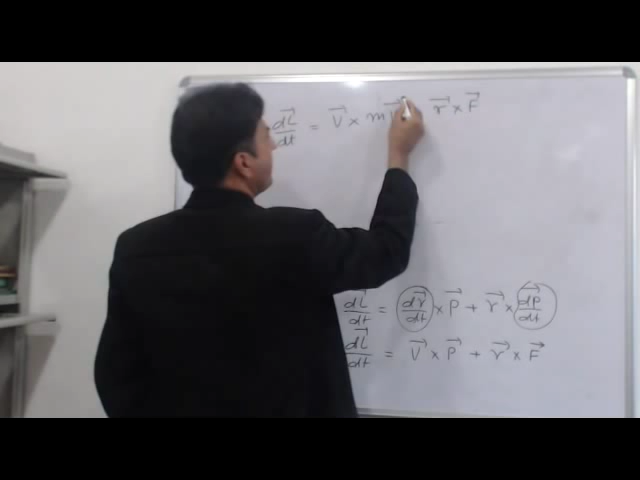 dL⃗/dt = V⃗ × m r⃗ × F⃗
dL⃗/dt = (dr⃗/dt) × P⃗ + r⃗ × (dP⃗/dt)
dL⃗/dt = V⃗ × P⃗ + r⃗ × F⃗